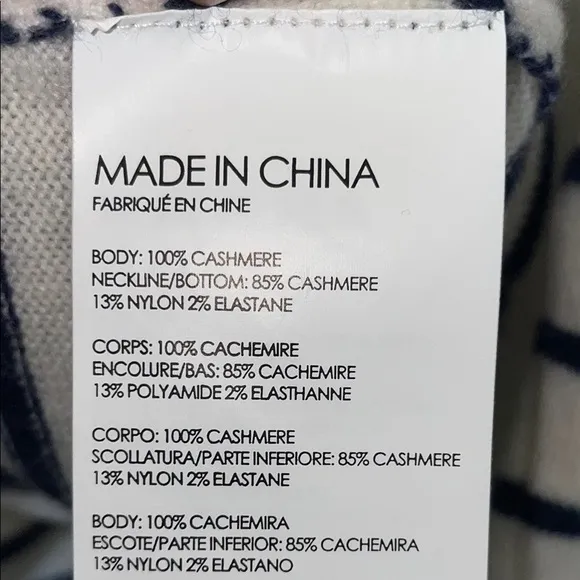 MADE IN CHINA
FABRIQUÉ EN CHINE
BODY: 100% CASHMERE
NECKLINE/BOTTOM: 85% CASHMERE
13% NYLON 2% ELASTANE
CORPS: 100% CACHEMIRE
ENCOLURE/BAS: 85% CACHEMIRE
13% POLYAMIDE 2% ELASTHANNE
CORPO: 100% CASHMERE
SCOLLATURA/PARTE INFERIORE: 85% CASHMERE
13% NYLON 2% ELASTANE
BODY: 100% CACHEMIRA
ESCOTE/PARTE INFERIOR: 85% CACHEMIRA
13% NYLON 2% ELASTANO